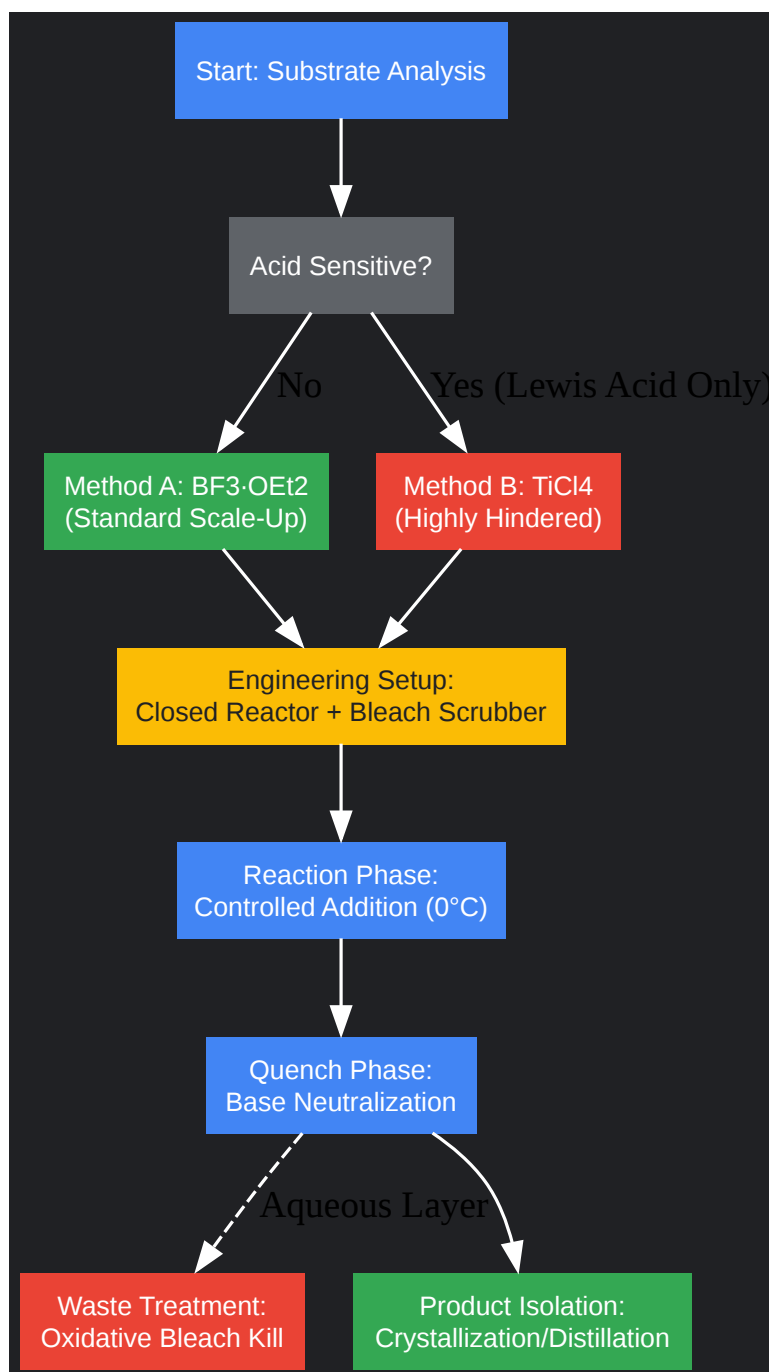 Start: Substrate Analysis
Acid Sensitive?
No
Yes (Lewis Acid Only)
Method A: BF3·OEt2
(Standard Scale-Up)
Method B: TiCl4
(Highly Hindered)
Engineering Setup:
Closed Reactor + Bleach Scrubber
Reaction Phase:
Controlled Addition (0°C)
Quench Phase:
Base Neutralization
Aqueous Layer
Waste Treatment:
Oxidative Bleach Kill
Product Isolation:
Crystallization/Distillation